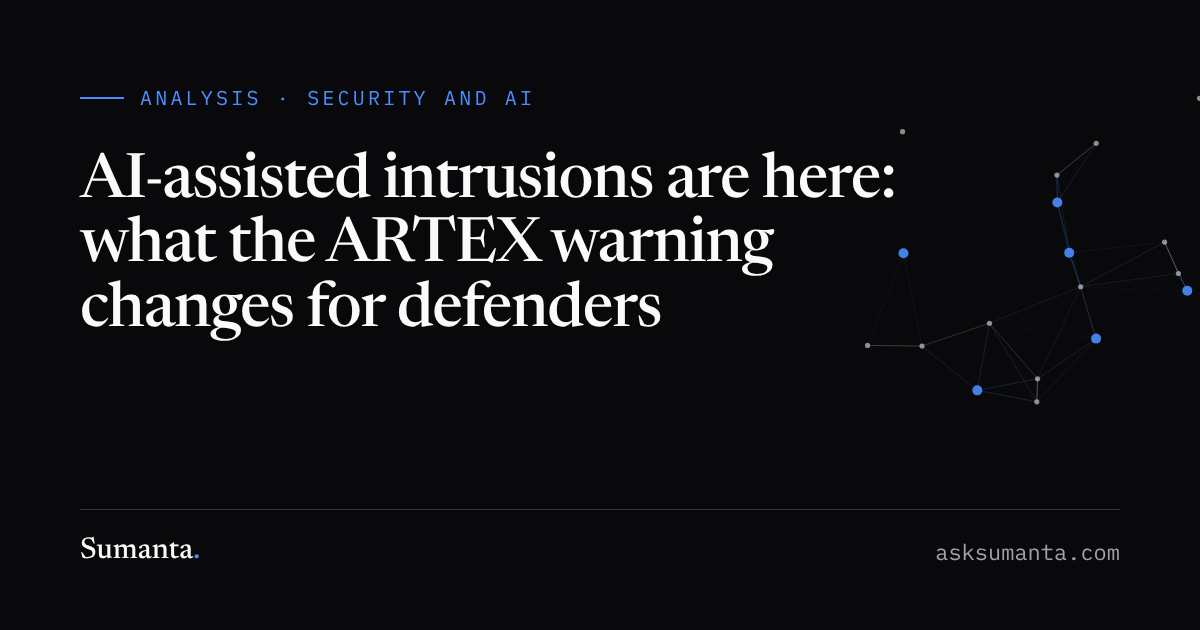 ANALYSIS · SECURITY AND AI
AI-assisted intrusions are here:
what the ARTEX warning
changes for defenders
Sumanta.
asksumanta.com